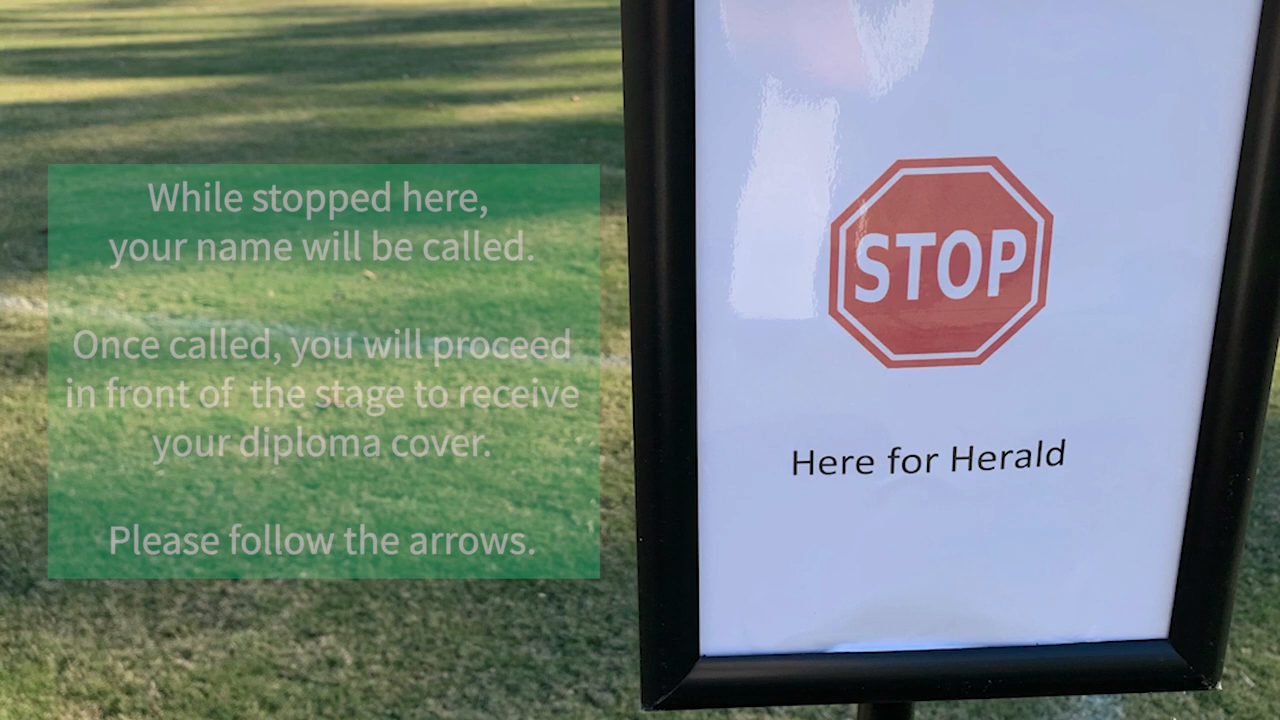 While stopped here,
your name will be called.
Once called, you will proceed
in front of the stage to receive
your diploma cover.
Please follow the arrows.
STOP
Here for Herald